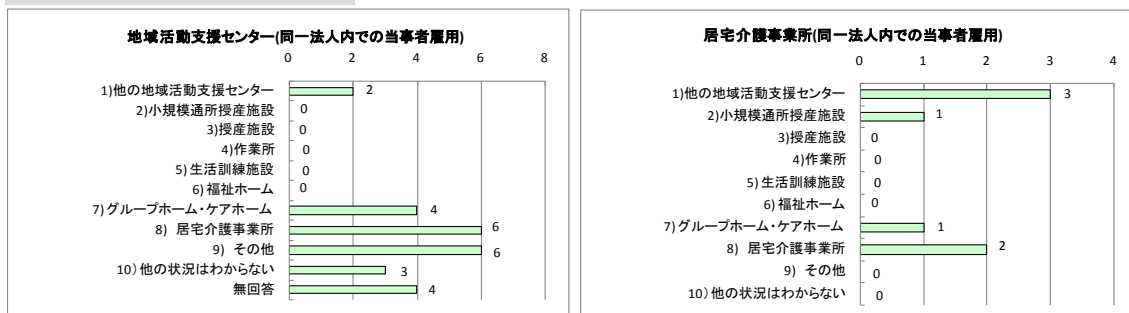 地域活動支援センター(同一法人内での当事者雇用)
0 2 4 6 8
1)他の地域活動支援センター 2
2)小規模通所授産施設 0
3)授産施設 0
4)作業所 0
5)生活訓練施設 0
6)福祉ホーム 0
7)グループホーム・ケアホーム 4
8) 居宅介護事業所 6
9) その他 6
10)他の状況はわからない 3
無回答 4
居宅介護事業所(同一法人内での当事者雇用)
0 1 2 3 4
1)他の地域活動支援センター 3
2)小規模通所授産施設 1
3)授産施設 0
4)作業所 0
5)生活訓練施設 0
6)福祉ホーム 0
7)グループホーム・ケアホーム 1
8) 居宅介護事業所 2
9) その他 0
10)他の状況はわからない 0